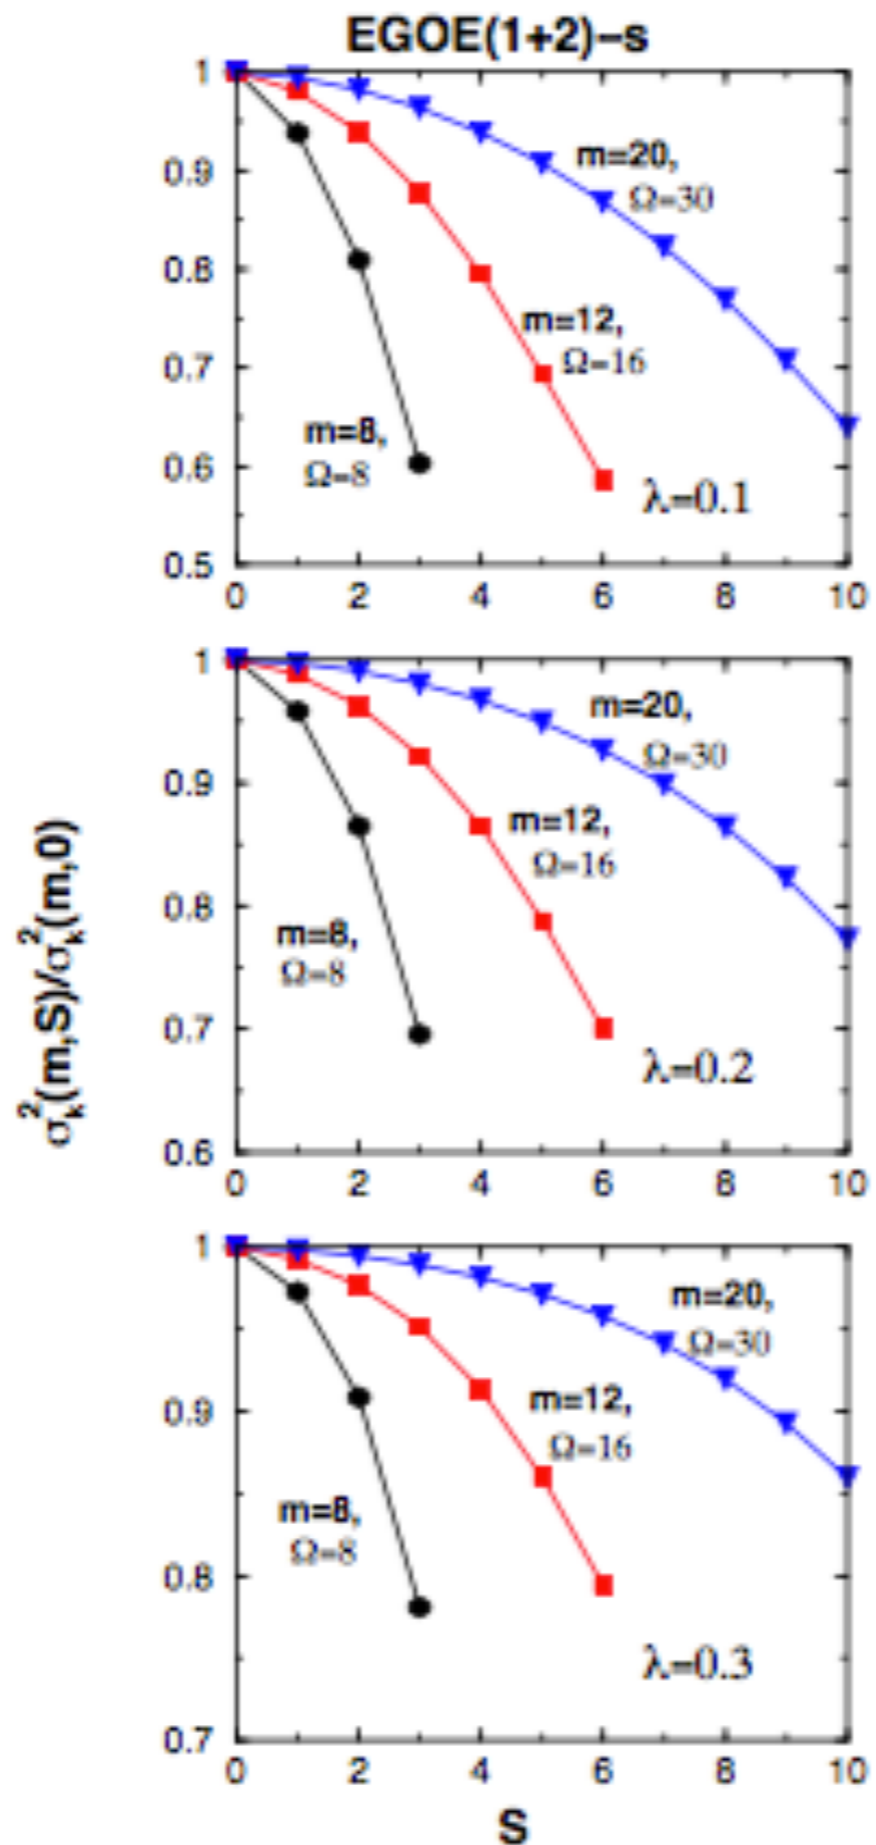 EGOE(1+2)-s
1
0.9
0.8
0.7
0.6
0.5
0 2 4 6 8 10
m=20,
Ω=30
m=12,
Ω=16
m=8,
Ω=8
λ=0.1
1
0.9
0.8
0.7
0.6
0 2 4 6 8 10
m=20,
Ω=30
m=12,
Ω=16
m=8,
Ω=8
λ=0.2
σ²ₖ(m,S)/σ²ₖ(m,0)
1
0.9
0.8
0.7
0 2 4 6 8 10
m=20,
Ω=30
m=12,
Ω=16
m=8,
Ω=8
λ=0.3
S